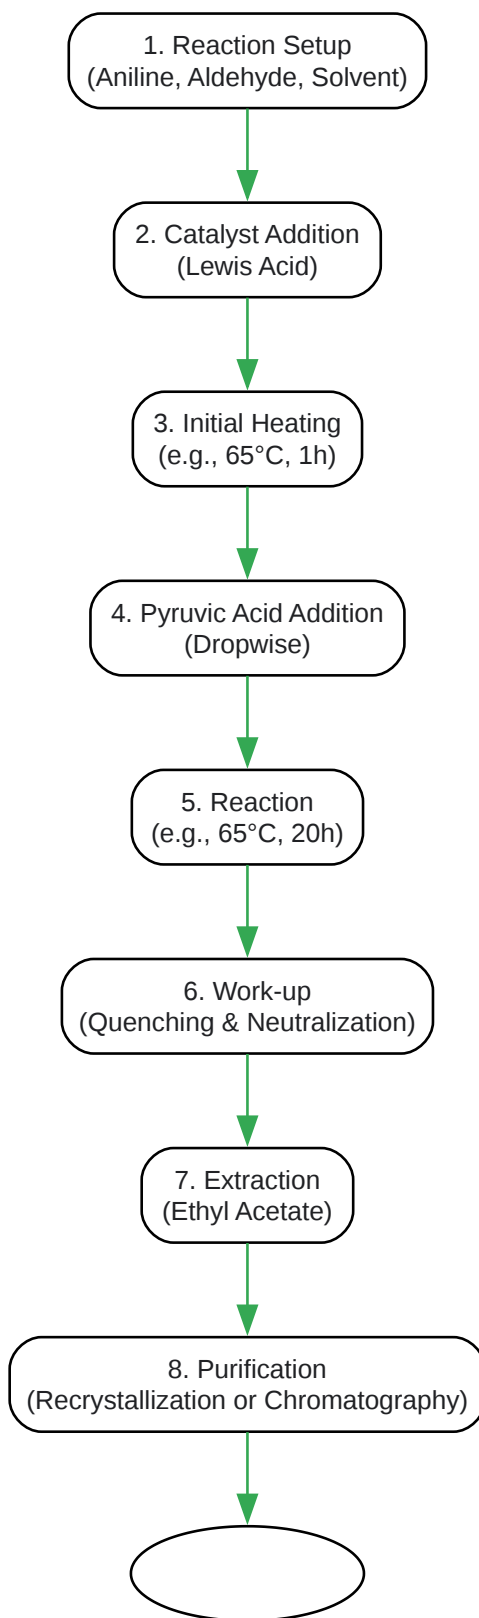 1. Reaction Setup
(Aniline, Aldehyde, Solvent)
2. Catalyst Addition
(Lewis Acid)
3. Initial Heating
(e.g., 65°C, 1h)
4. Pyruvic Acid Addition
(Dropwise)
5. Reaction
(e.g., 65°C, 20h)
6. Work-up
(Quenching & Neutralization)
7. Extraction
(Ethyl Acetate)
8. Purification
(Recrystallization or Chromatography)